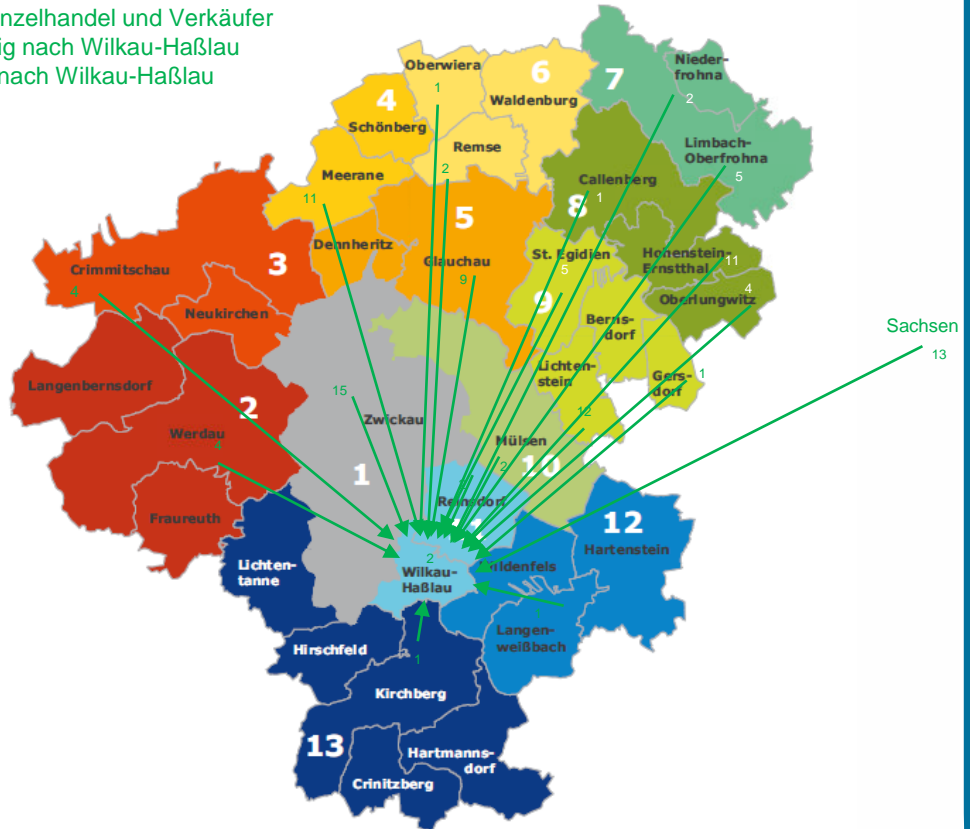 nzelhandel und Verkäufer
ig nach Wilkau-Haßlau
nach Wilkau-Haßlau
Oberwiera
1
6
Waldenburg
7
Nieder-
frohna
2
4
Schönberg
Remse
2
Limbach-
Oberfrohna
5
Meerane
11
Callenberg
1
8
5
Dennheritz
Glauchau
9
St. Egidien
5
Hohenstein-
Ernstthal
11
3
Crimmitschau
4
Neukirchen
9
Oberlungwitz
4
Berns-
dorf
Sachsen
13
Langenbernsdorf
2
Werdau
4
15
Zwickau
Lichten-
stein
12
Gers-
dorf
1
Mülsen
2
10
1
Reinsdorf
Fraureuth
12
Hartenstein
Lichten-
tanne
2
Wilkau-
Haßlau
ildenfels
1
Langen-
weißbach
Hirschfeld
1
Kirchberg
13
Hartmanns-
dorf
Crinitzberg